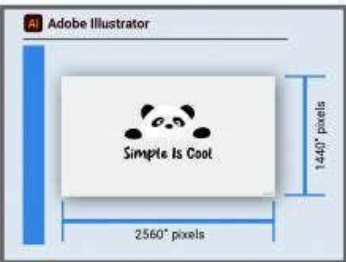 Ai Adobe Illustrator
Simple Is Cool
1440" pixels
2560" pixels